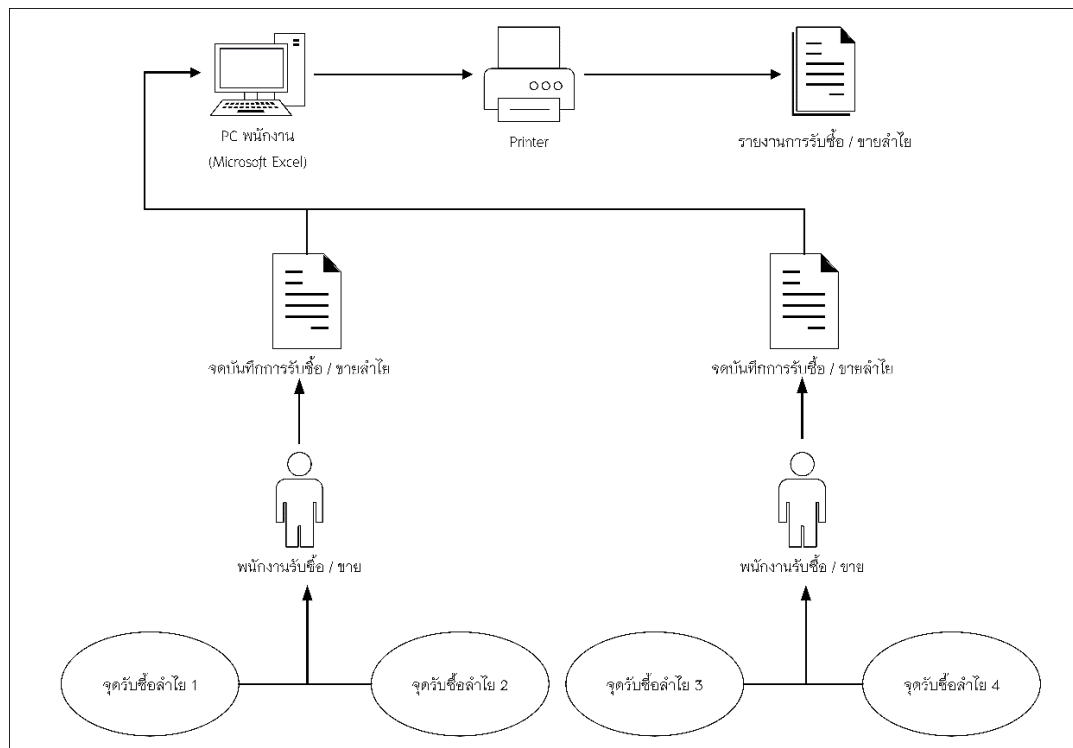 PC พนักงาน
(Microsoft Excel)
Printer
รายงานการรับซื้อ / ขายลำไย
จดบันทึกการรับซื้อ / ขายลำไย
จดบันทึกการรับซื้อ / ขายลำไย
พนักงานรับซื้อ / ขาย
พนักงานรับซื้อ / ขาย
จุดรับซื้อลำไย 1
จุดรับซื้อลำไย 2
จุดรับซื้อลำไย 3
จุดรับซื้อลำไย 4